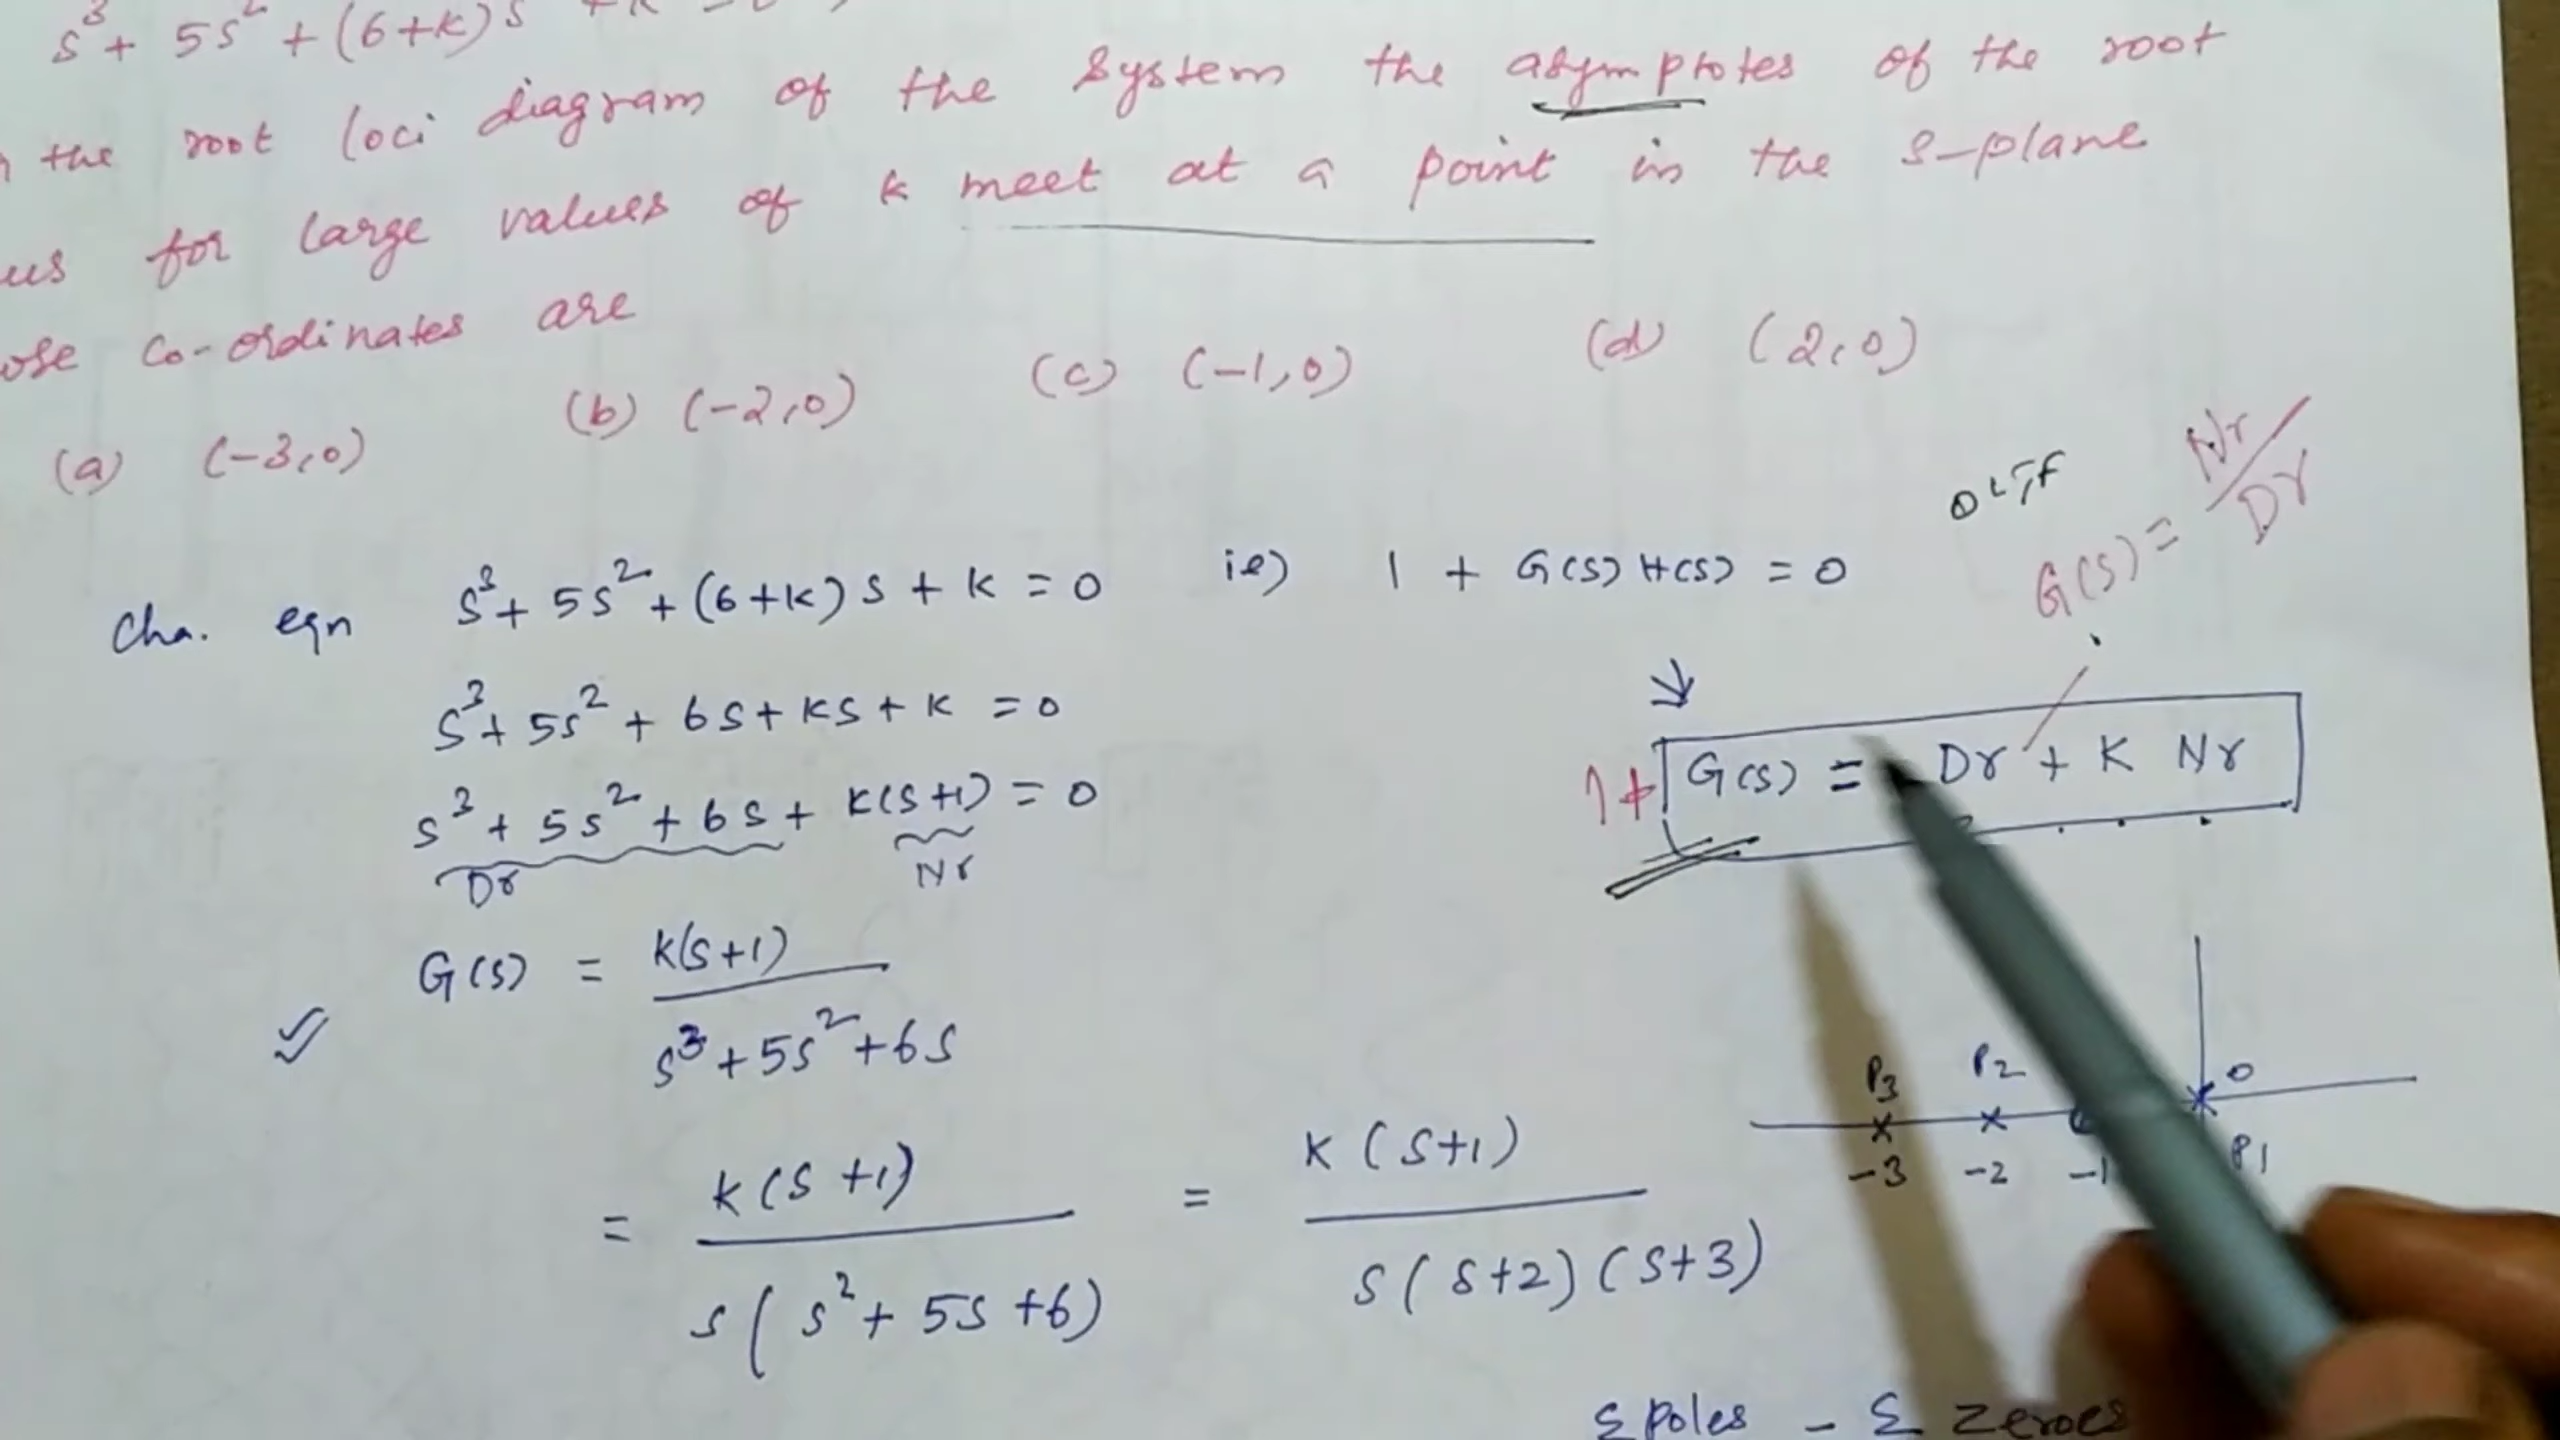 s³ + 5s² + (6+k)s + k
the root loci diagram of the system the asymptotes of the root
for large values of k meet at a point in the s-plane
co-ordinates are
(a) (-3,0) (b) (-2,0) (c) (-1,0) (d) (2,0)
OLTF
G(s) = Nr/Dr
Cha. eqn s³ + 5s² + (6+k)s + k = 0 ie) 1 + G(s)H(s) = 0
s³ + 5s² + 6s + ks + k = 0
1+ G(s) = Dr + K Nr
s³ + 5s² + 6s + k(s+1) = 0
Dr Nr
G(s) = k(s+1)
s³ + 5s² + 6s
P3 P2 0
-3 -2 -1 P1
= k(s+1) = k(s+1)
s(s² + 5s + 6) s(s+2)(s+3)
Σ poles - Σ zeroes